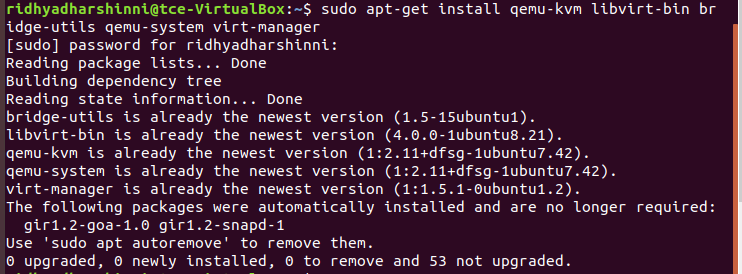 ridhyadharshinni@tce-VirtualBox:~$ sudo apt-get install qemu-kvm libvirt-bin br
idge-utils qemu-system virt-manager
[sudo] password for ridhyadharshinni:
Reading package lists... Done
Building dependency tree
Reading state information... Done
bridge-utils is already the newest version (1.5-15ubuntu1).
libvirt-bin is already the newest version (4.0.0-1ubuntu8.21).
qemu-kvm is already the newest version (1:2.11+dfsg-1ubuntu7.42).
qemu-system is already the newest version (1:2.11+dfsg-1ubuntu7.42).
virt-manager is already the newest version (1:1.5.1-0ubuntu1.2).
The following packages were automatically installed and are no longer required:
  gir1.2-goa-1.0 gir1.2-snapd-1
Use 'sudo apt autoremove' to remove them.
0 upgraded, 0 newly installed, 0 to remove and 53 not upgraded.